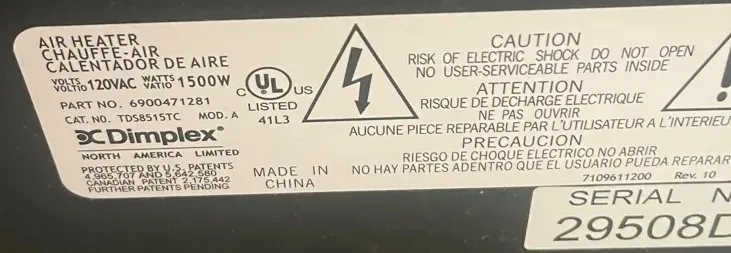 AIR HEATER
CHAUFFE-AIR
CALENTADOR DE AIRE
VOLTS VOLTIO 120VAC WATTS VATIO 1500W
PART NO. 6900471281
CAT. NO. TDS8515TC MOD. A
Dimplex®
NORTH AMERICA LIMITED
PROTECTED BY U.S. PATENTS
4,965,707 AND 5,642,580
CANADIAN PATENT 2,175,442
FURTHER PATENTS PENDING
C UL US
LISTED
41L3
MADE IN
CHINA
CAUTION
RISK OF ELECTRIC SHOCK DO NOT OPEN
NO USER-SERVICEABLE PARTS INSIDE
ATTENTION
RISQUE DE DECHARGE ELECTRIQUE
NE PAS OUVRIR
AUCUNE PIECE REPARABLE PAR L'UTILISATEUR A L'INTERIEU
PRECAUCION
RIESGO DE CHOQUE ELECTRICO NO ABRIR
NO HAY PARTES ADENTRO QUE EL USUARIO PUEDA REPARAR
7109611200 Rev. 10
SERIAL N
29508D